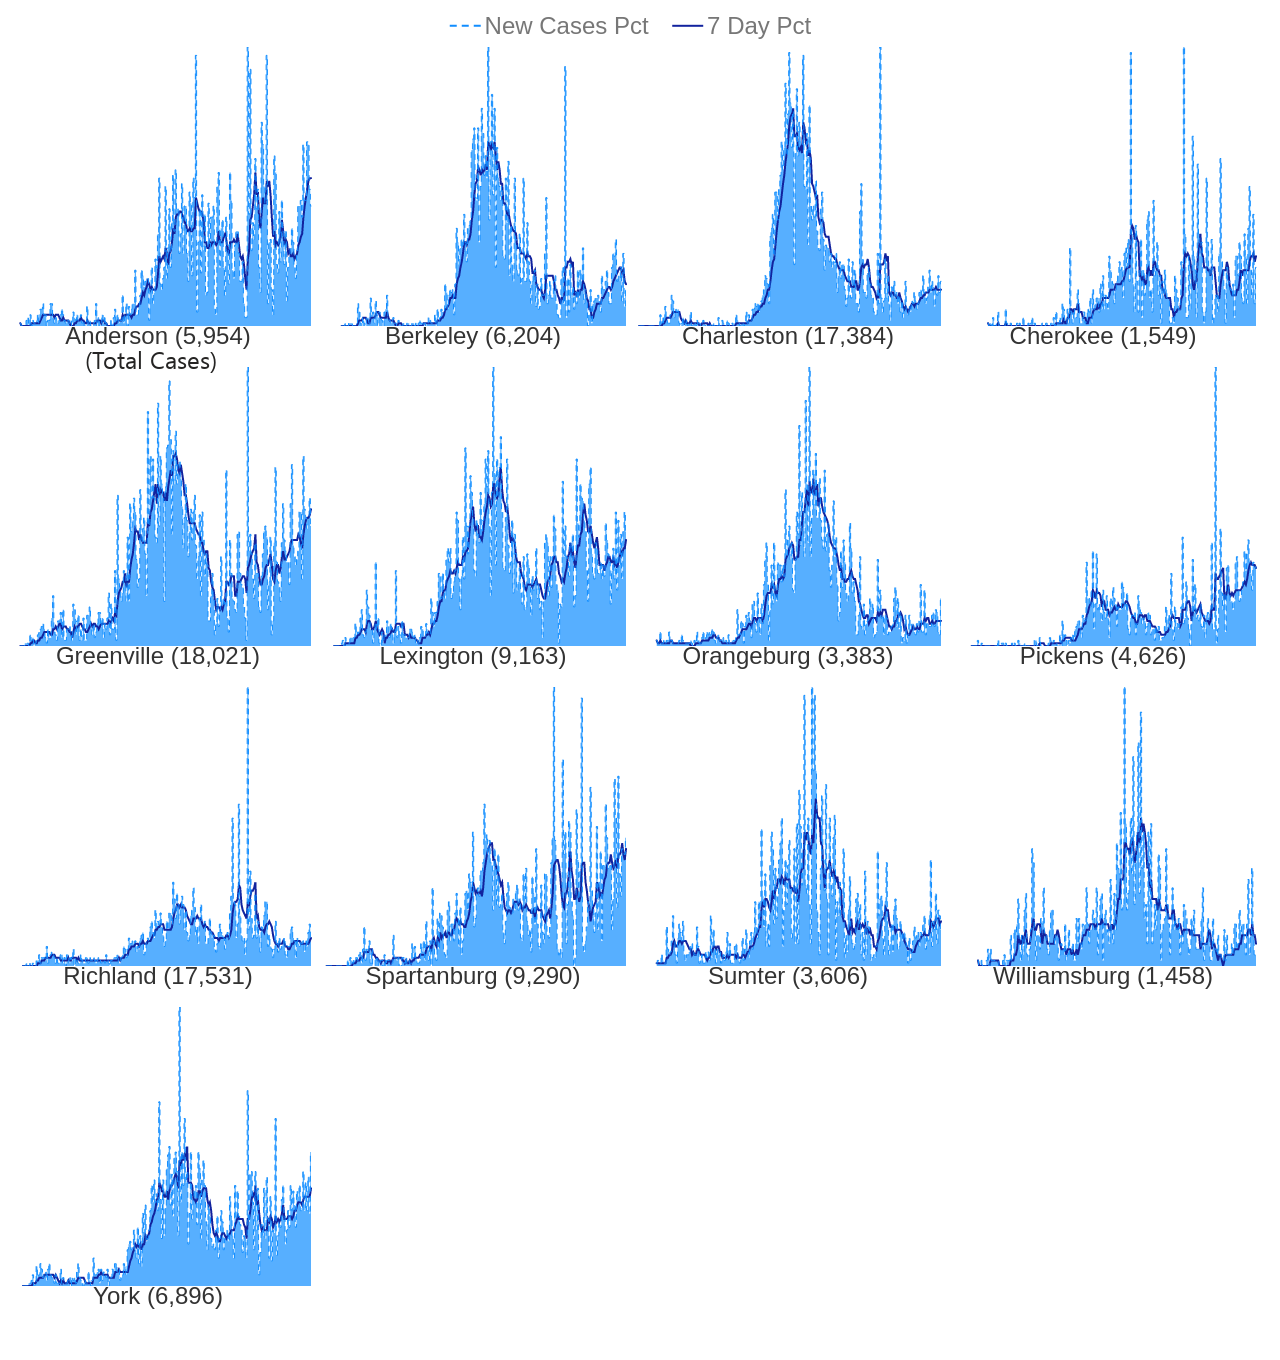 New Cases Pct 7 Day Pct
Anderson (5,954) Berkeley (6,204) Charleston (17,384) Cherokee (1,549)
(Total Cases)
Greenville (18,021) Lexington (9,163) Orangeburg (3,383) Pickens (4,626)
Richland (17,531) Spartanburg (9,290) Sumter (3,606) Williamsburg (1,458)
York (6,896)